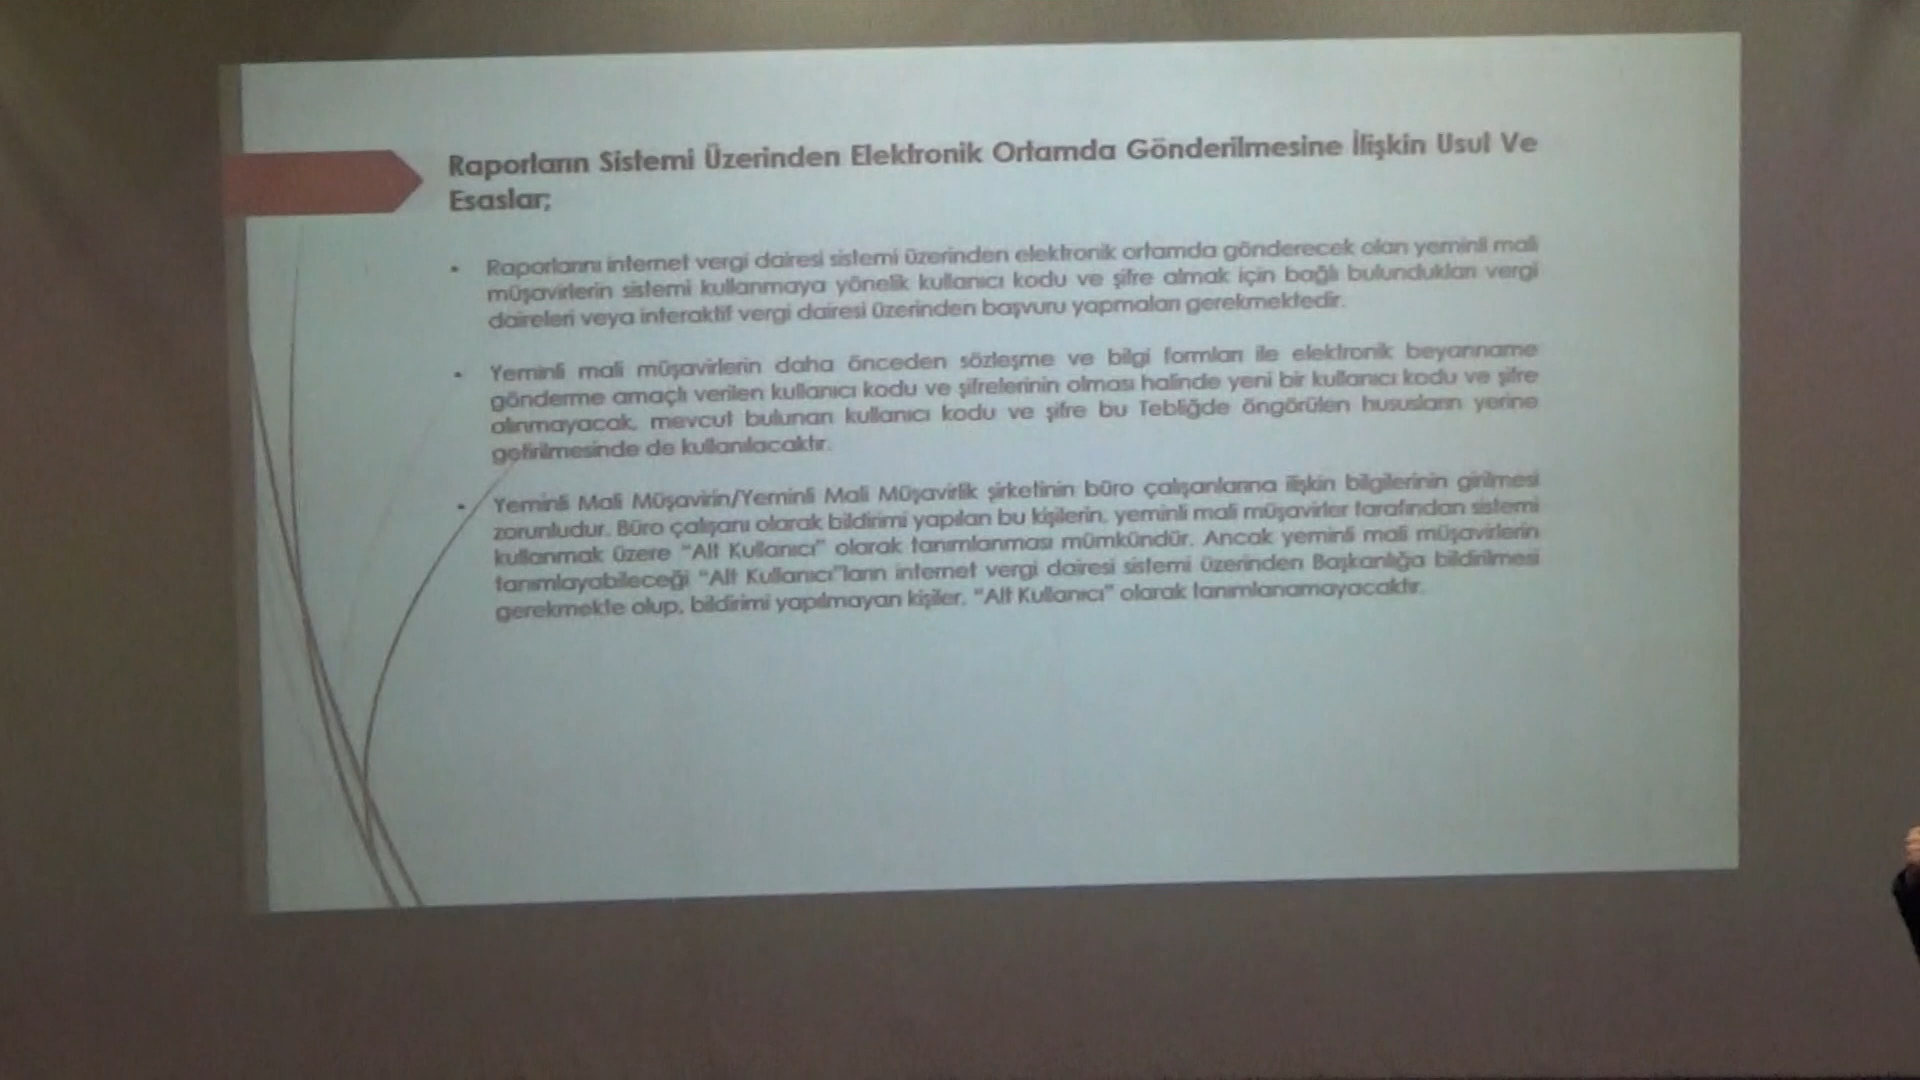 Raporların Sistemi Üzerinden Elektronik Ortamda Gönderilmesine İlişkin Usul Ve
Esaslar;
• Raporlarını internet vergi dairesi sistemi üzerinden elektronik ortamda gönderecek olan yeminli mali
müşavirlerin sistemi kullanmaya yönelik kullanıcı kodu ve şifre almak için bağlı bulundukları vergi
daireleri veya interaktif vergi dairesi üzerinden başvuru yapmaları gerekmektedir.
• Yeminli mali müşavirlerin daha önceden sözleşme ve bilgi formları ile elektronik beyanname
gönderme amaçlı verilen kullanıcı kodu ve şifrelerinin olması halinde yeni bir kullanıcı kodu ve şifre
alınmayacak, mevcut bulunan kullanıcı kodu ve şifre bu Tebliğde öngörülen hususların yerine
getirilmesinde de kullanılacaktır.
• Yeminli Mali Müşavirin/Yeminli Mali Müşavirlik şirketinin büro çalışanlarına ilişkin bilgilerinin girilmesi
zorunludur. Büro çalışanı olarak bildirimi yapılan bu kişilerin, yeminli mali müşavirler tarafından sistemi
kullanmak üzere "Alt Kullanıcı" olarak tanımlanması mümkündür. Ancak yeminli mali müşavirlerin
tanımlayabileceği "Alt Kullanıcı"ların internet vergi dairesi sistemi üzerinden Başkanlığa bildirilmesi
gerekmekte olup, bildirimi yapılmayan kişiler, "Alt Kullanıcı" olarak tanımlanamayacaktır.